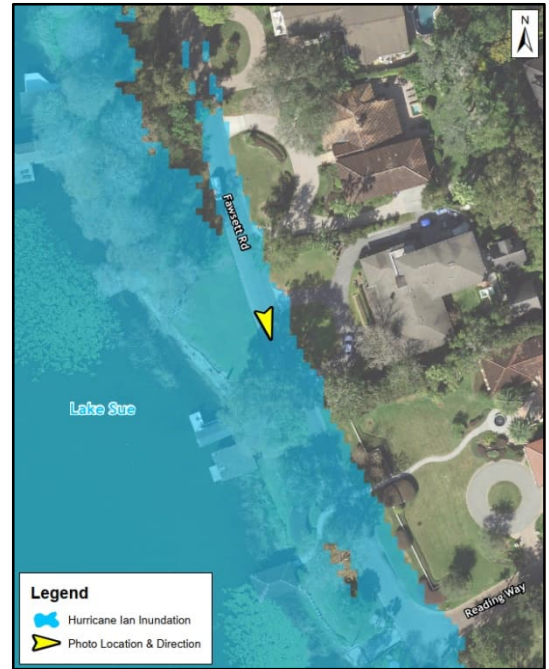 N
Fawsett Rd
Lake Sue
Reading Way
Legend
Hurricane Ian Inundation
Photo Location & Direction